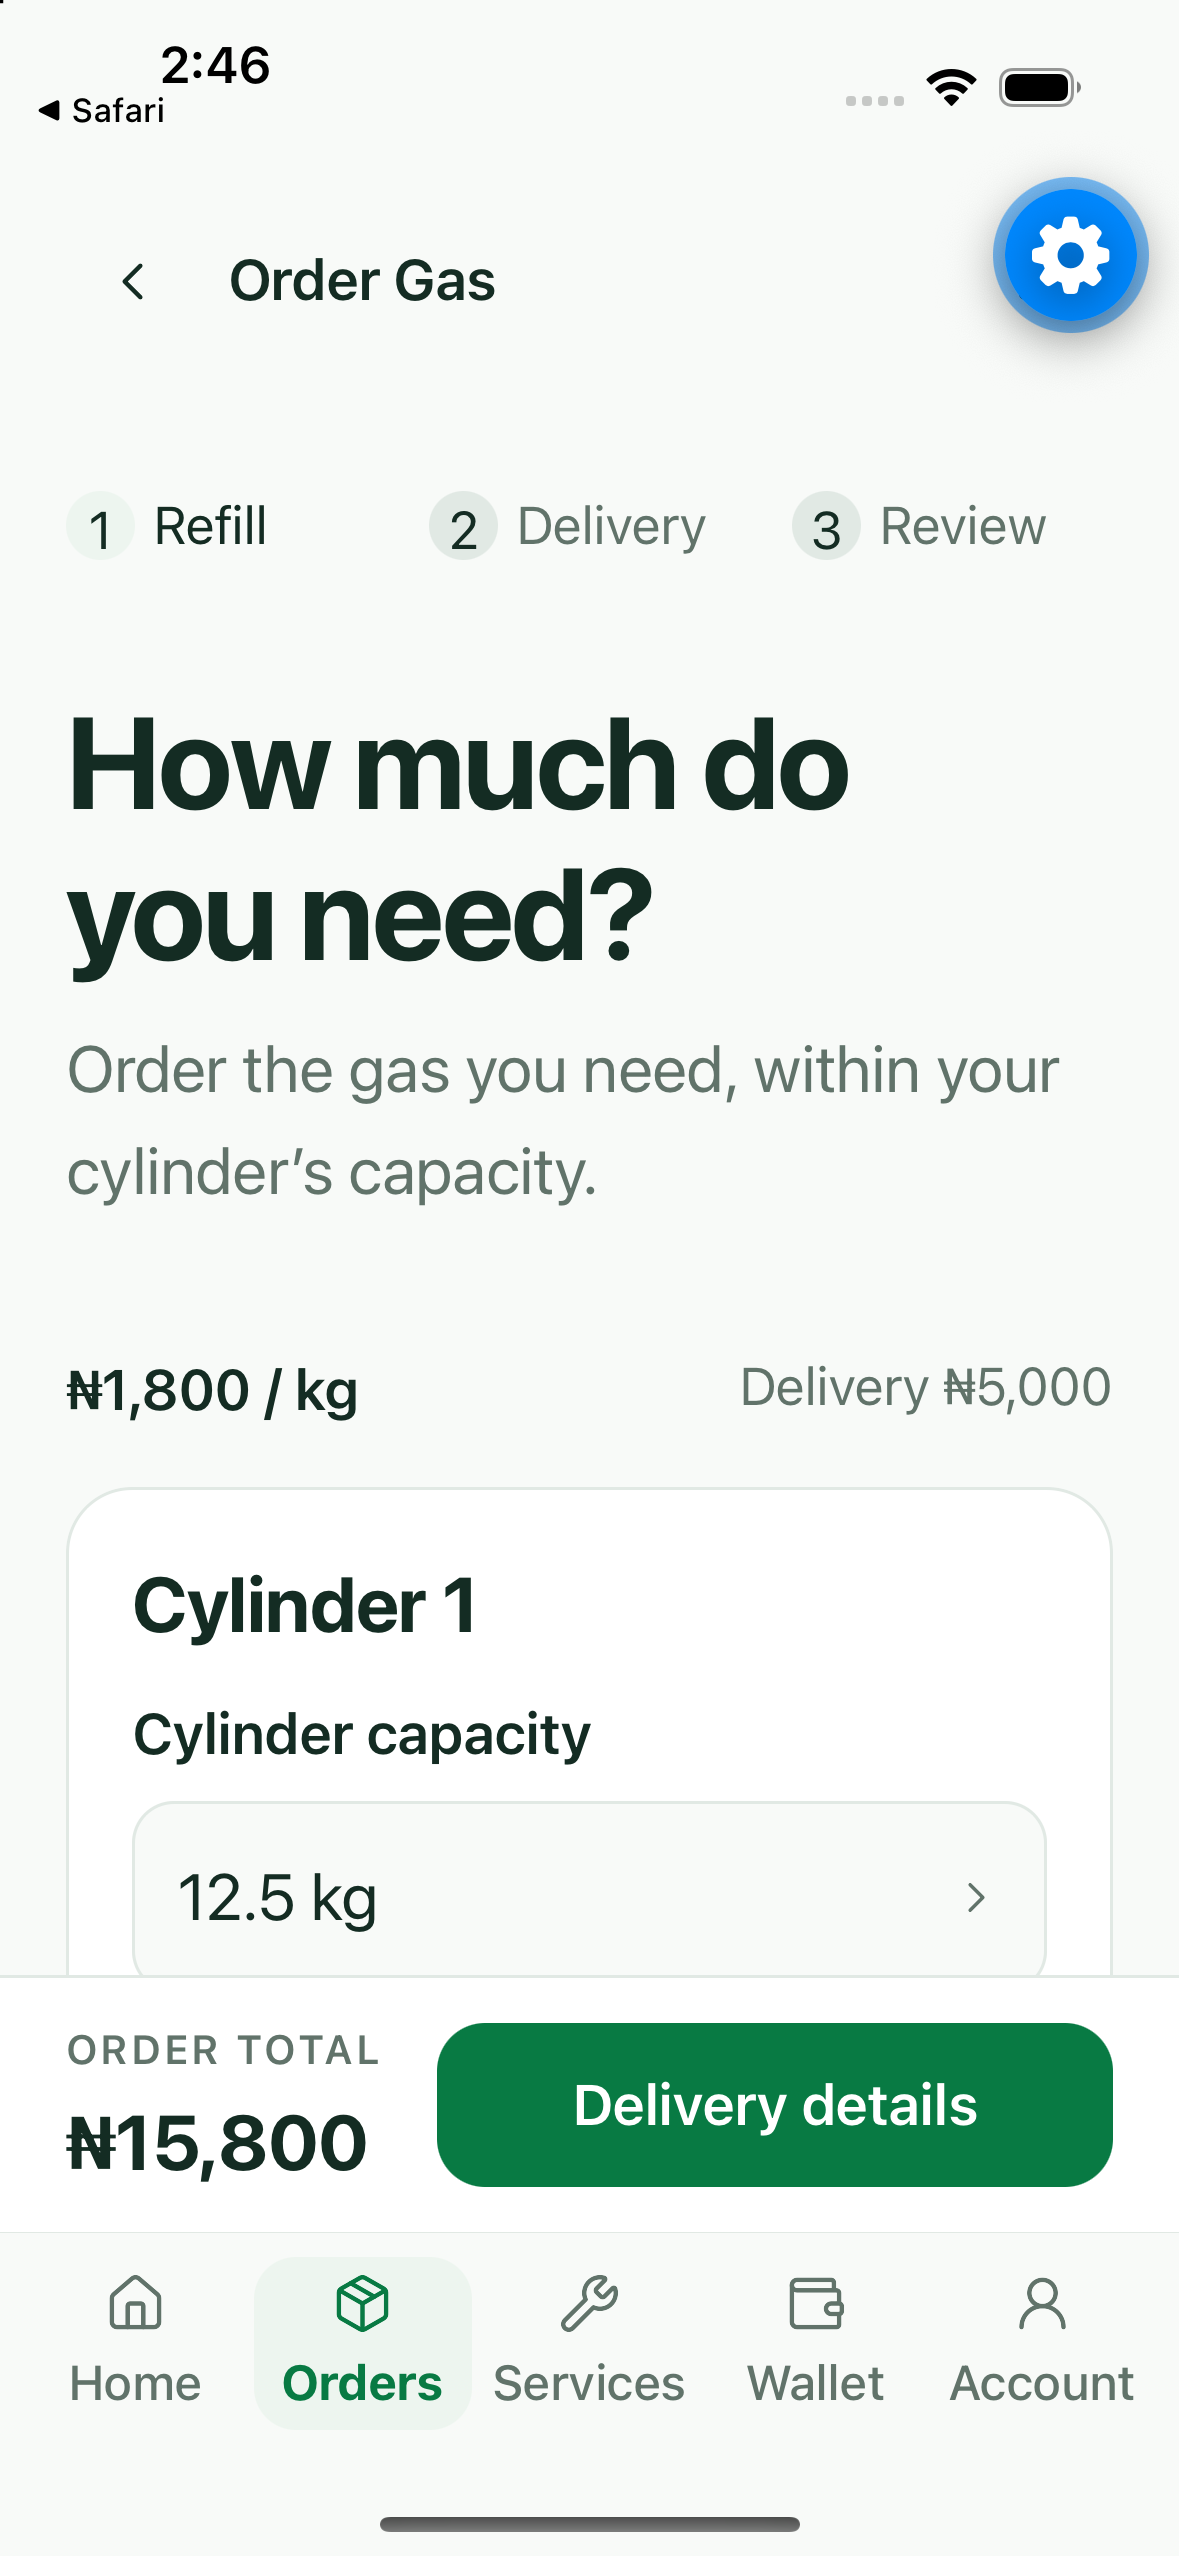 2:46
Safari
Order Gas
1 Refill
2 Delivery
3 Review
How much do
you need?
Order the gas you need, within your
cylinder’s capacity.
₦1,800 / kg
Delivery ₦5,000
Cylinder 1
Cylinder capacity
12.5 kg
ORDER TOTAL
₦15,800
Delivery details
Home
Orders
Services
Wallet
Account